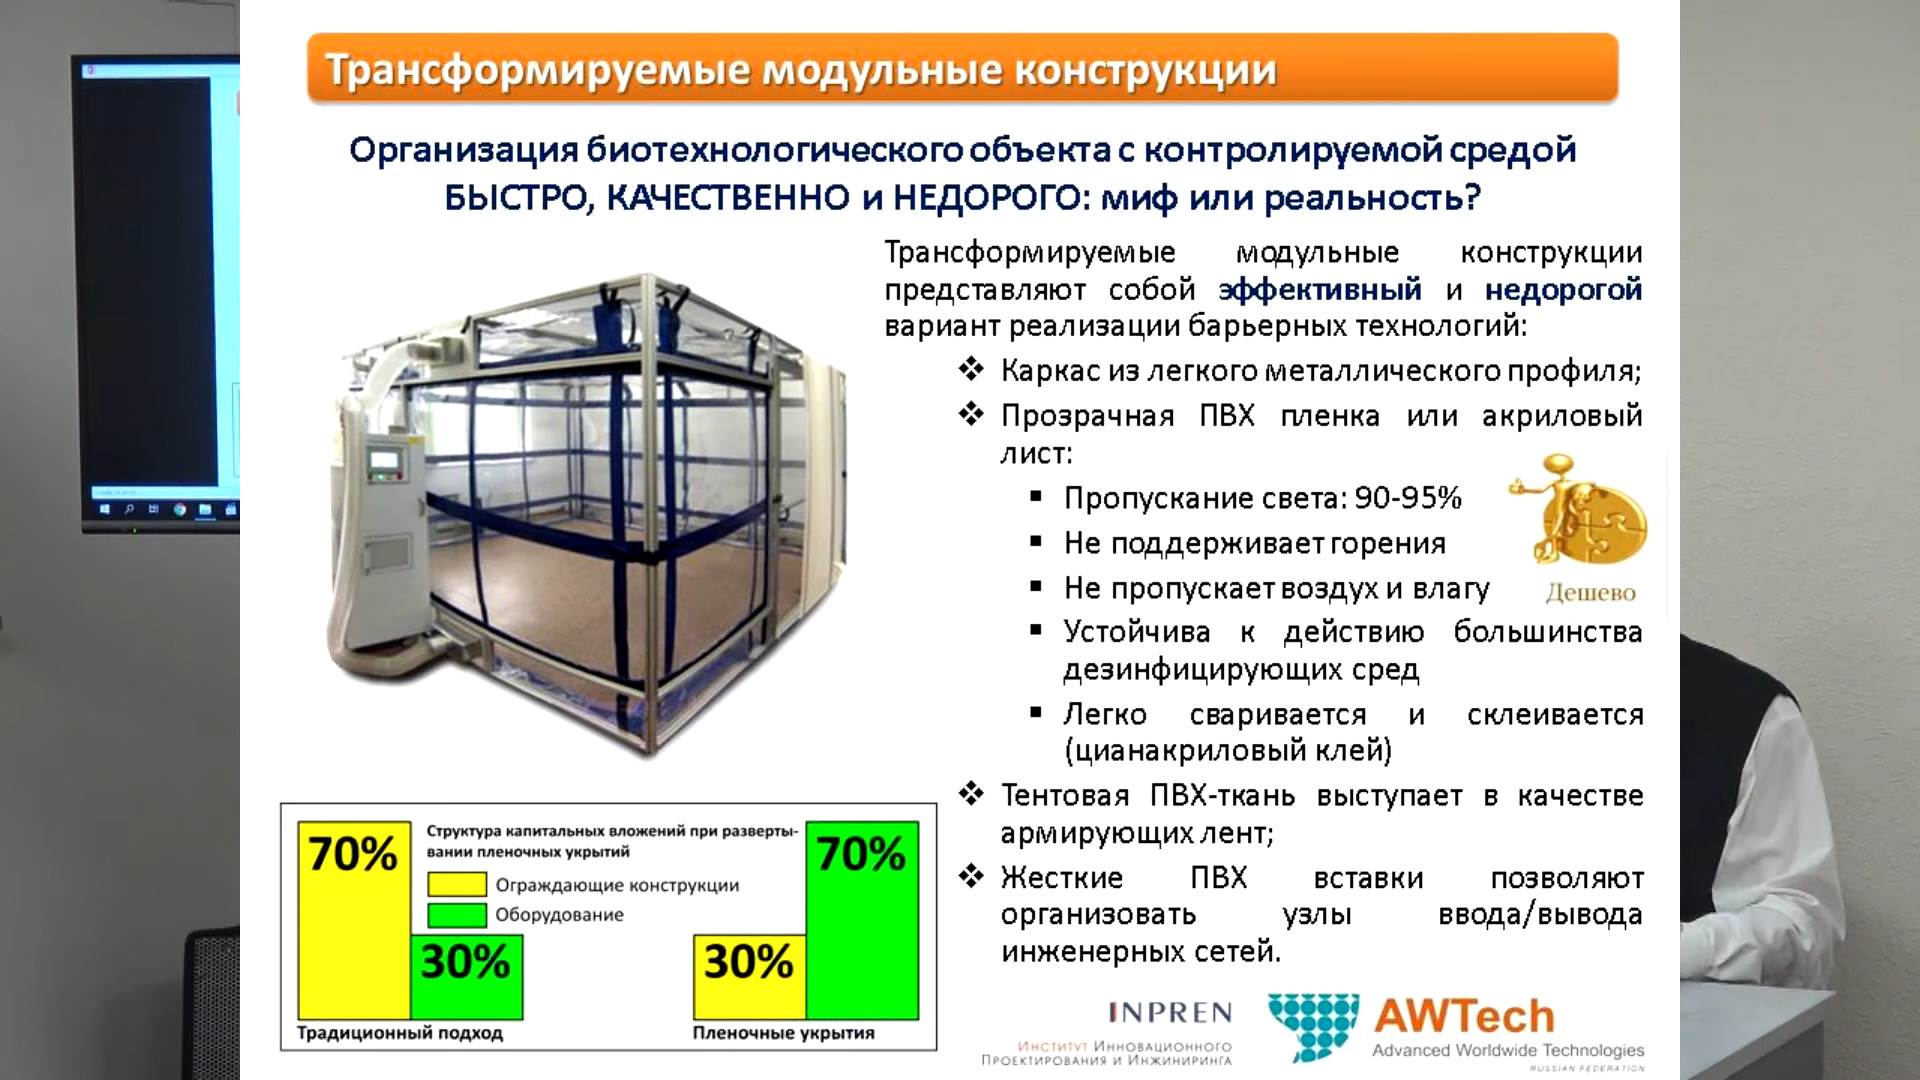 Трансформируемые модульные конструкции
Организация биотехнологического объекта с контролируемой средой
БЫСТРО, КАЧЕСТВЕННО и НЕДОРОГО: миф или реальность?
Трансформируемые модульные конструкции
представляют собой эффективный и недорогой
вариант реализации барьерных технологий:
❖ Каркас из легкого металлического профиля;
❖ Прозрачная ПВХ пленка или акриловый
лист:
▪ Пропускание света: 90-95%
▪ Не поддерживает горения
▪ Не пропускает воздух и влагу
Дешево
▪ Устойчива к действию большинства
дезинфицирующих сред
▪ Легко сваривается и склеивается
(цианакриловый клей)
❖ Тентовая ПВХ-ткань выступает в качестве
армирующих лент;
❖ Жесткие ПВХ вставки позволяют
организовать узлы ввода/вывода
инженерных сетей.
Структура капитальных вложений при разверты-
вании пленочных укрытий
Ограждающие конструкции
Оборудование
70%
30%
30%
70%
Традиционный подход
Пленочные укрытия
INPREN
Институт Инновационного
Проектирования и Инжиниринга
AWTech
Advanced Worldwide Technologies
RUSSIAN FEDERATION